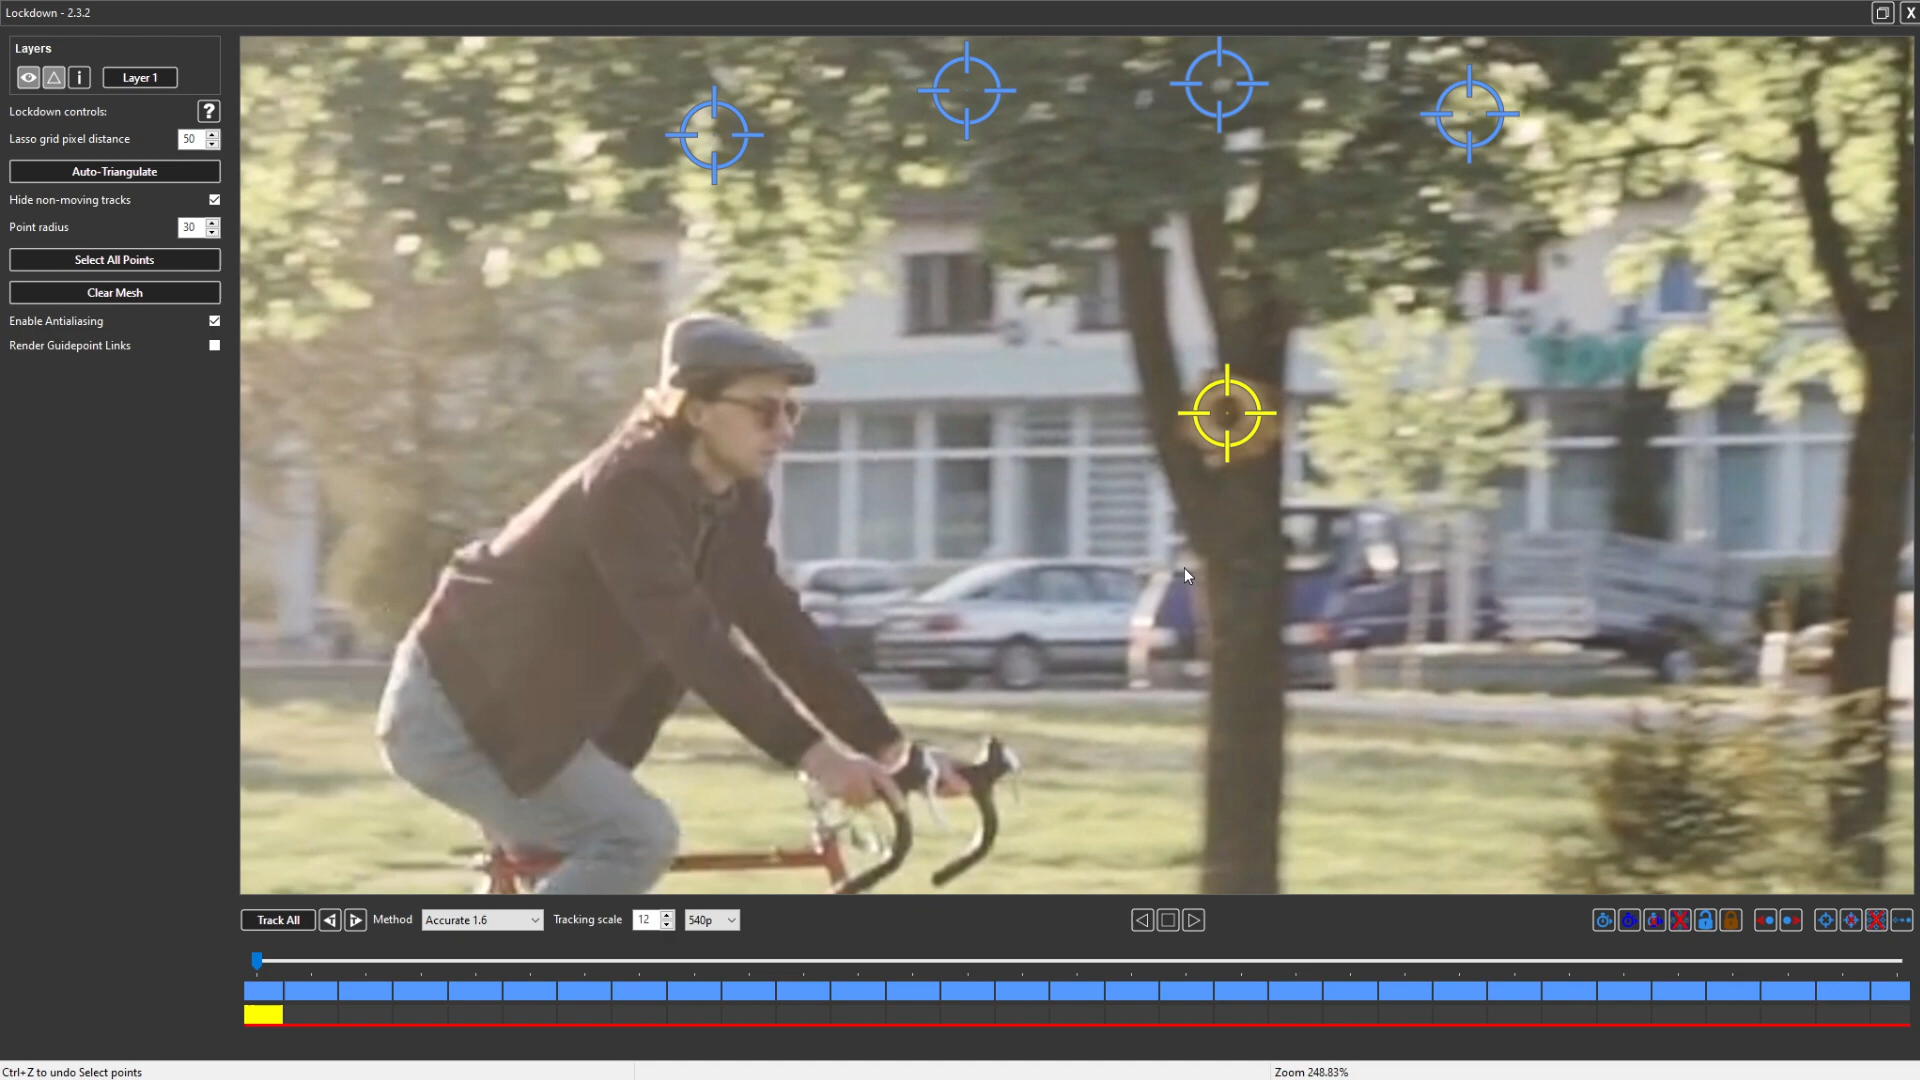 Lockdown - 2.3.2
X
Layers
i
Layer 1
Lockdown controls:
?
Lasso grid pixel distance
50
Auto-Triangulate
Hide non-moving tracks
Point radius
30
Select All Points
Clear Mesh
Enable Antialiasing
Render Guidepoint Links
Track All
Method
Accurate 1.6
Tracking scale
12
540p
Ctrl+Z to undo Select points
Zoom 248.83%